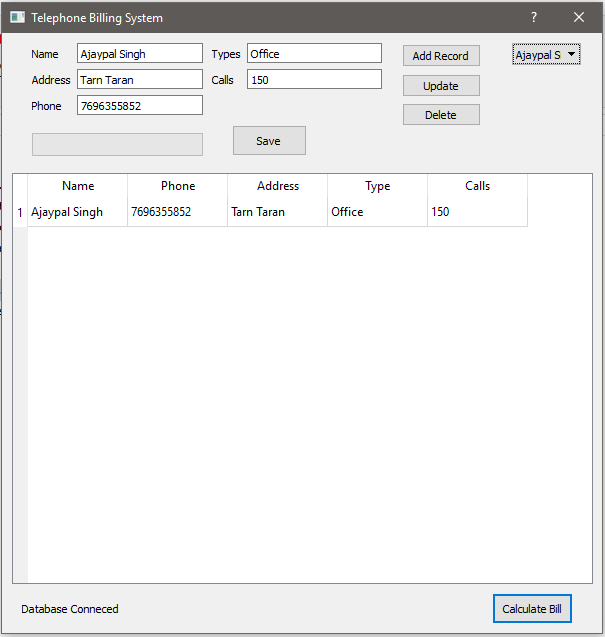 Telephone Billing System ?
Name Ajaypal Singh Types Office Add Record Ajaypal S
Address Tarn Taran Calls 150 Update
Phone 7696355852 Delete
Save
Name Phone Address Type Calls
1 Ajaypal Singh 7696355852 Tarn Taran Office 150
Database Conneced Calculate Bill